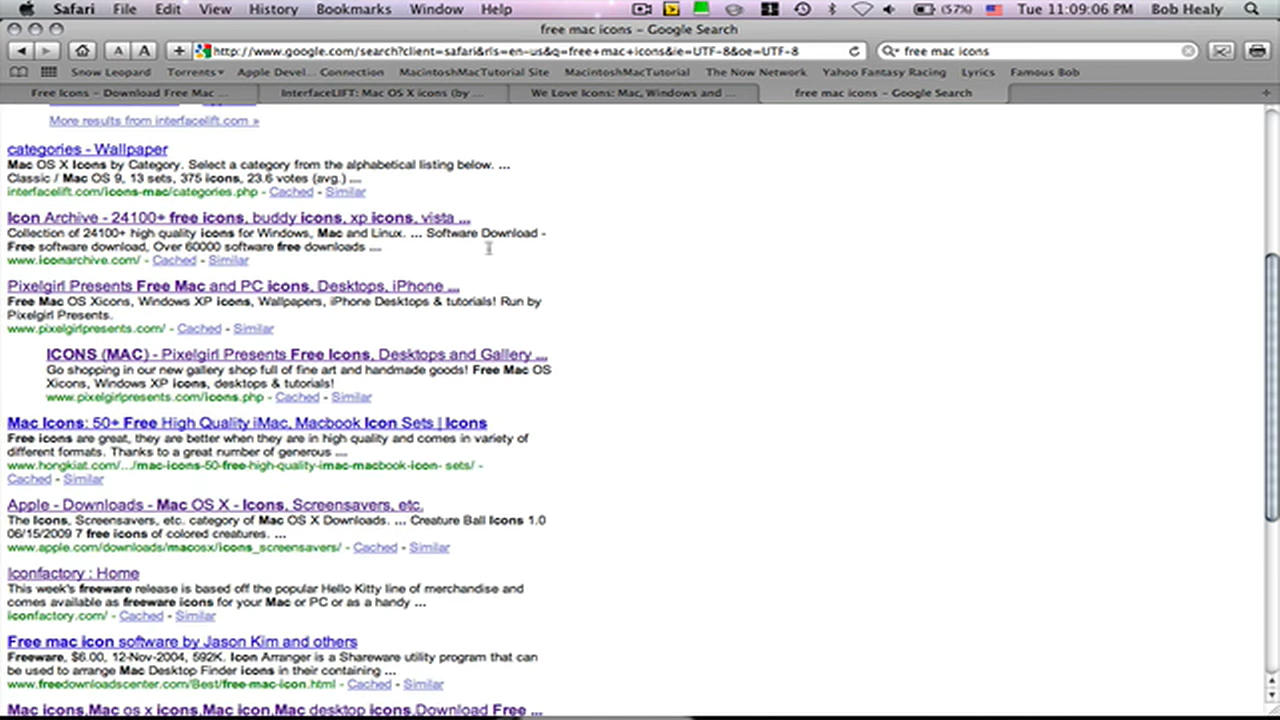 Safari File Edit View History Bookmarks Window Help (57%) Tue 11:09:06 PM Bob Healy
free mac icons – Google Search
A A + http://www.google.com/search?client=safari&rls=en-us&q=free+mac+icons&ie=UTF-8&oe=UTF-8 free mac icons
Snow Leopard Torrents Apple Devel... Connection MacintoshMacTutorial Site MacintoshMacTutorial The Now Network Yahoo Fantasy Racing Lyrics Famous Bob
Free Icons – Download Free Mac ... InterfaceLIFT: Mac OS X icons (by ... We Love Icons: Mac, Windows and ... free mac icons – Google Search
More results from interfacelift.com »
categories - Wallpaper
Mac OS X Icons by Category. Select a category from the alphabetical listing below. ...
Classic / Mac OS 9, 13 sets, 375 icons, 23.6 votes (avg.) ...
interfacelift.com/icons-mac/categories.php - Cached - Similar
Icon Archive - 24100+ free icons, buddy icons, xp icons, vista ...
Collection of 24100+ high quality icons for Windows, Mac and Linux. ... Software Download -
Free software download, Over 60000 software free downloads ...
www.iconarchive.com/ - Cached - Similar
Pixelgirl Presents Free Mac and PC icons, Desktops, iPhone ...
Free Mac OS Xicons, Windows XP icons, Wallpapers, iPhone Desktops & tutorials! Run by
Pixelgirl Presents.
www.pixelgirlpresents.com/ - Cached - Similar
ICONS (MAC) - Pixelgirl Presents Free Icons, Desktops and Gallery ...
Go shopping in our new gallery shop full of fine art and handmade goods! Free Mac OS
Xicons, Windows XP icons, desktops & tutorials!
www.pixelgirlpresents.com/icons.php - Cached - Similar
Mac Icons: 50+ Free High Quality iMac, Macbook Icon Sets | Icons
Free icons are great, they are better when they are in high quality and comes in variety of
different formats. Thanks to a great number of generous ...
www.hongkiat.com/.../mac-icons-50-free-high-quality-imac-macbook-icon- sets/ -
Cached - Similar
Apple - Downloads - Mac OS X - Icons, Screensavers, etc.
The Icons, Screensavers, etc. category of Mac OS X Downloads. ... Creature Ball Icons 1.0
06/15/2009 7 free icons of colored creatures. ...
www.apple.com/downloads/macosx/icons_screensavers/ - Cached - Similar
Iconfactory : Home
This week's freeware release is based off the popular Hello Kitty line of merchandise and
comes available as freeware icons for your Mac or PC or as a handy ...
iconfactory.com/ - Cached - Similar
Free mac icon software by Jason Kim and others
Freeware, $6.00, 12-Nov-2004, 592K. Icon Arranger is a Shareware utility program that can
be used to arrange Mac Desktop Finder icons in their containing ...
www.freedownloadscenter.com/Best/free-mac-icon.html - Cached - Similar
Mac icons,Mac os x icons,Mac icon,Mac desktop icons,Download Free ...